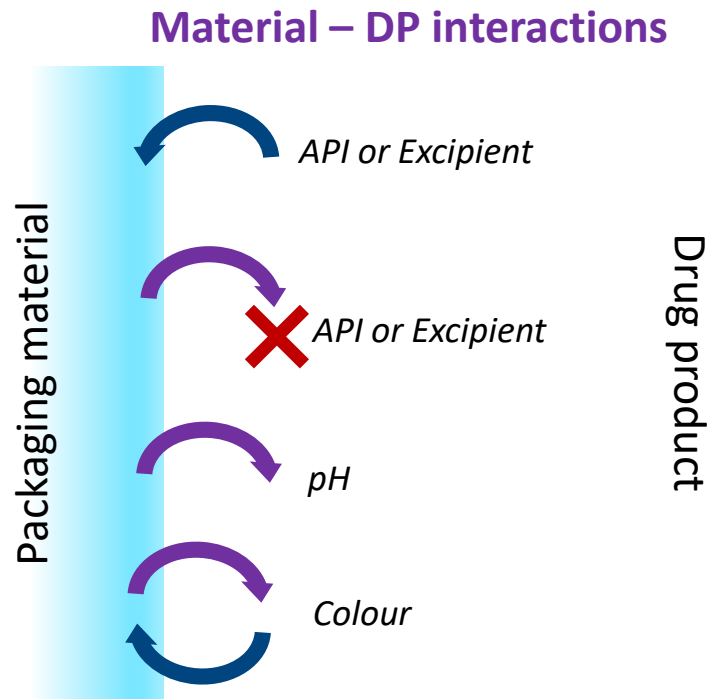 Material – DP interactions
API or Excipient
API or Excipient
pH
Colour
Packaging material
Drug product